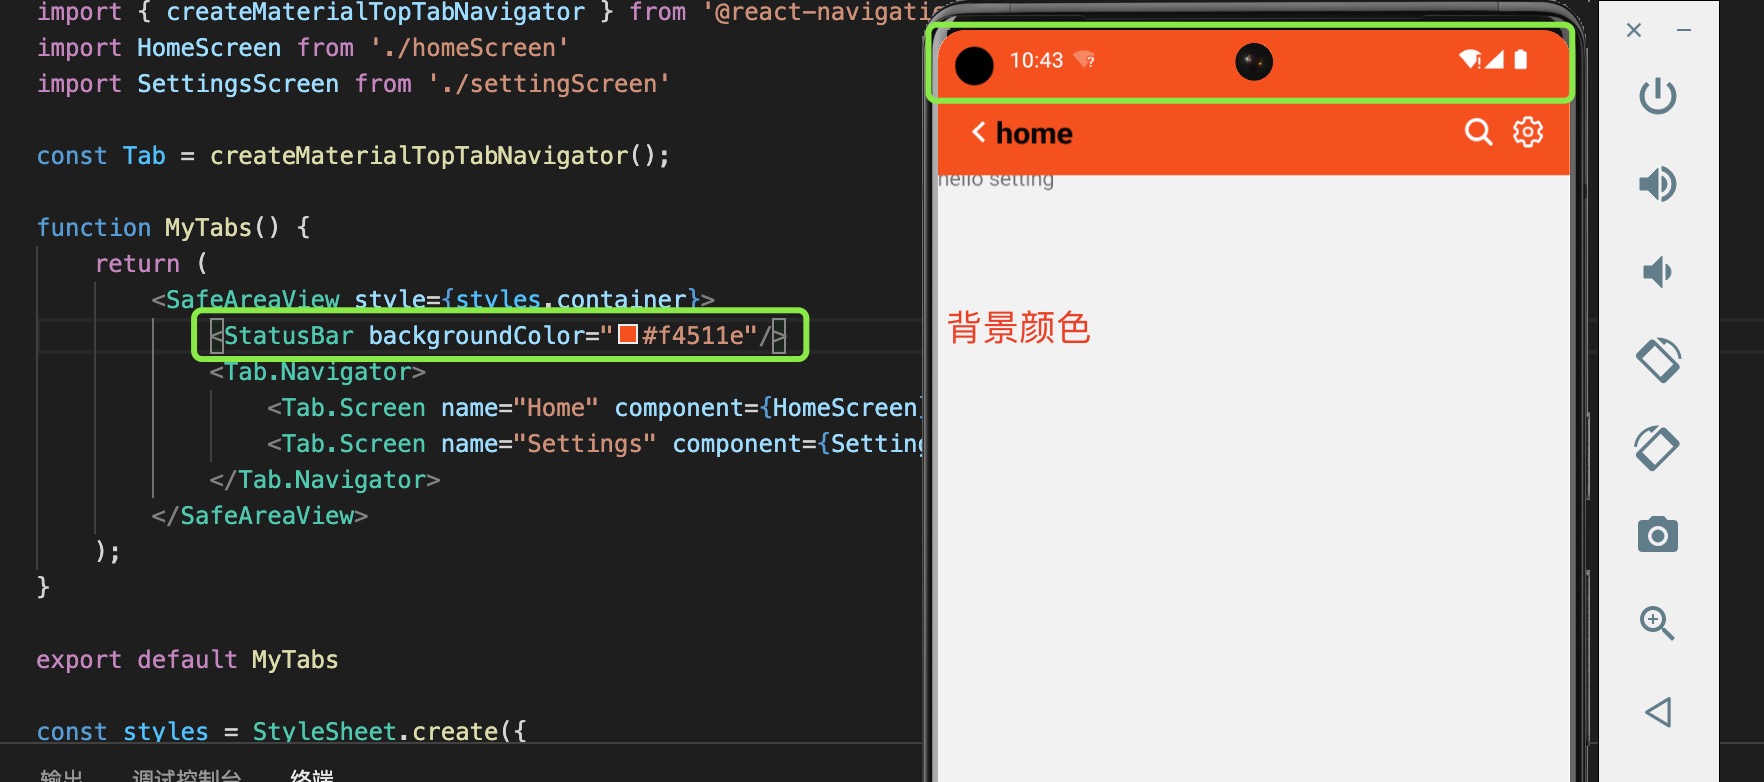 import { createMaterialTopTabNavigator } from '@react-navigati
import HomeScreen from './homeScreen'
import SettingsScreen from './settingScreen'
const Tab = createMaterialTopTabNavigator();
function MyTabs() {
return (
<SafeAreaView style={styles.container}>
<StatusBar backgroundColor="#f4511e"/>
<Tab.Navigator>
<Tab.Screen name="Home" component={HomeScreen}
<Tab.Screen name="Settings" component={Setting
</Tab.Navigator>
</SafeAreaView>
);
}
export default MyTabs
const styles = StyleSheet.create({
输出 调试控制台 终端
10:43
home
hello setting
背景颜色